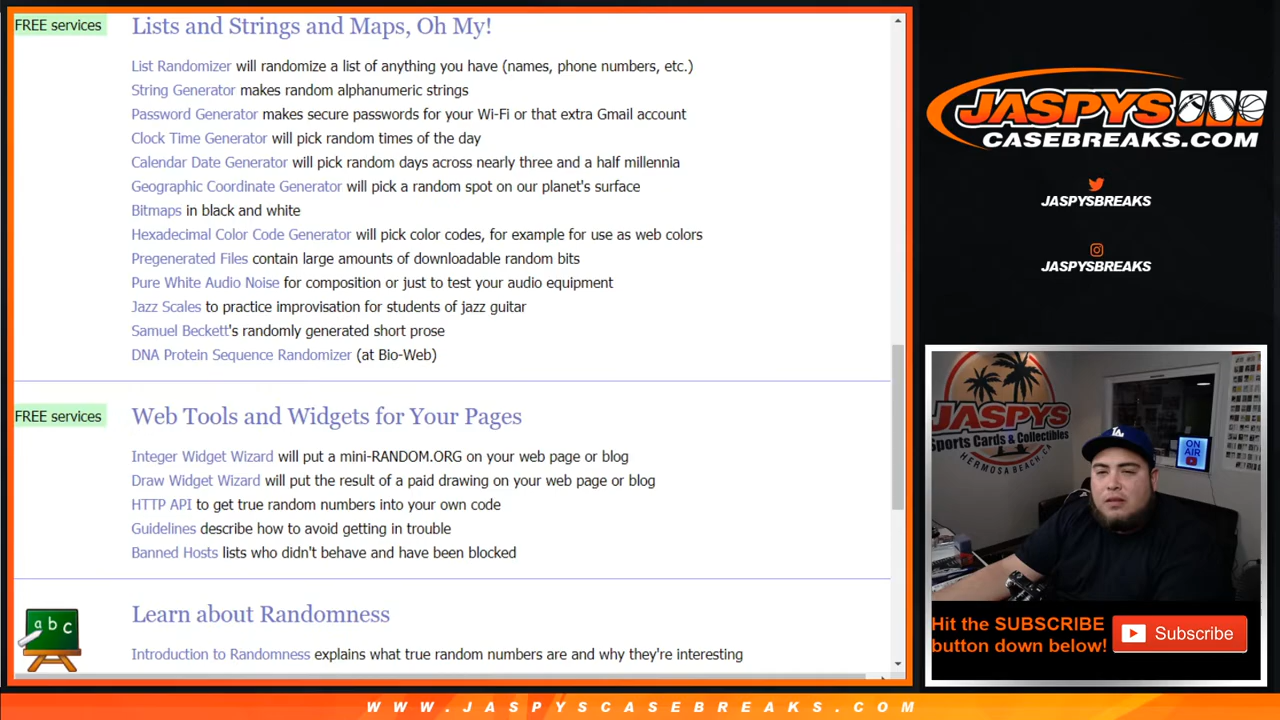 FREE services
Lists and Strings and Maps, Oh My!
List Randomizer will randomize a list of anything you have (names, phone numbers, etc.)
String Generator makes random alphanumeric strings
Password Generator makes secure passwords for your Wi-Fi or that extra Gmail account
Clock Time Generator will pick random times of the day
Calendar Date Generator will pick random days across nearly three and a half millennia
Geographic Coordinate Generator will pick a random spot on our planet's surface
Bitmaps in black and white
Hexadecimal Color Code Generator will pick color codes, for example for use as web colors
Pregenerated Files contain large amounts of downloadable random bits
Pure White Audio Noise for composition or just to test your audio equipment
Jazz Scales to practice improvisation for students of jazz guitar
Samuel Beckett's randomly generated short prose
DNA Protein Sequence Randomizer (at Bio-Web)
FREE services
Web Tools and Widgets for Your Pages
Integer Widget Wizard will put a mini-RANDOM.ORG on your web page or blog
Draw Widget Wizard will put the result of a paid drawing on your web page or blog
HTTP API to get true random numbers into your own code
Guidelines describe how to avoid getting in trouble
Banned Hosts lists who didn't behave and have been blocked
abc
Learn about Randomness
Introduction to Randomness explains what true random numbers are and why they're interesting
JASPYS
CASEBREAKS.COM
JASPYSBREAKS
JASPYSBREAKS
JASPYS
Sports Cards & Collectibles
HERMOSA BEACH, CA
ON
AIR
LA
Hit the SUBSCRIBE
button down below!
Subscribe
WWW.JASPYSCASEBREAKS.COM